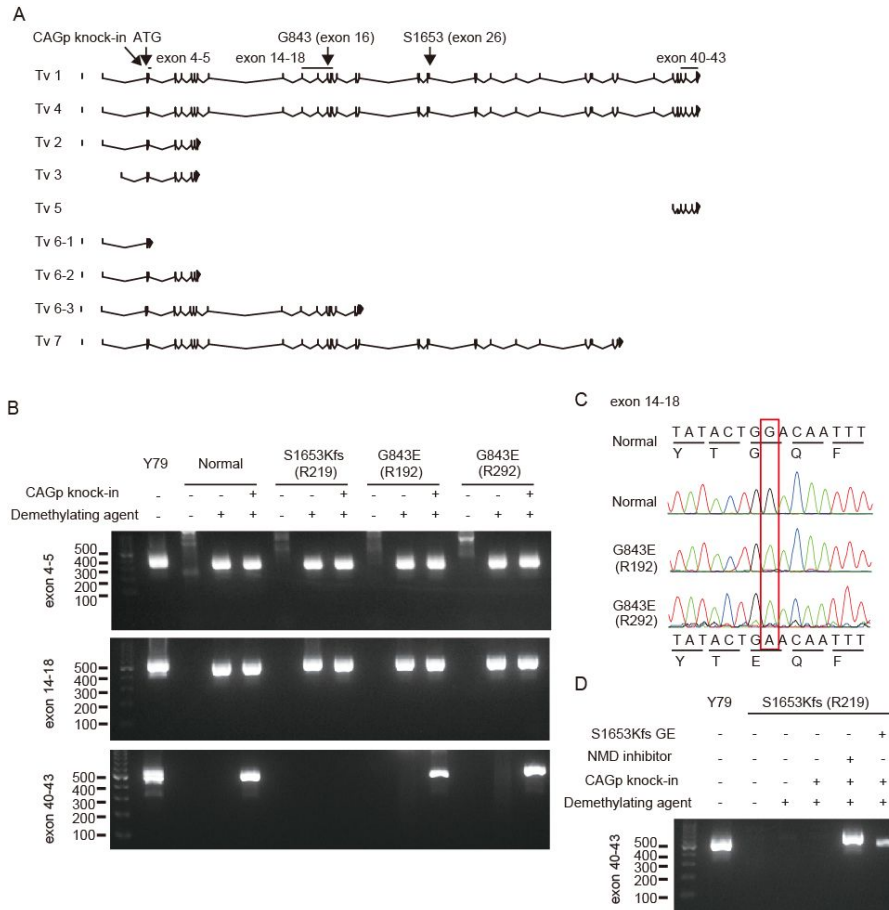 A
CAGp knock-in ATG
G843 (exon 16)
S1653 (exon 26)
exon 4-5
exon 14-18
exon 40-43
Tv 1
Tv 4
Tv 2
Tv 3
Tv 5
Tv 6-1
Tv 6-2
Tv 6-3
Tv 7
B
Y79 Normal S1653Kfs (R219) G843E (R192) G843E (R292)
CAGp knock-in - - - + - - + - - + - - +
Demethylating agent - - + + - + + - + + - + +
exon 4-5
500
400
300
200
100
exon 14-18
500
400
300
200
100
exon 40-43
500
400
300
200
100
C
exon 14-18
Normal
T A T A C T G G A C A A T T T
Y T G Q F
Normal
G843E (R192)
G843E (R292)
T A T A C T G A A C A A T T T
Y T E Q F
D
Y79 S1653Kfs (R219)
S1653Kfs GE - - - - - +
NMD inhibitor - - - - + -
CAGp knock-in - - - + + +
Demethylating agent - - + + + +
exon 40-43
500
400
300
200
100